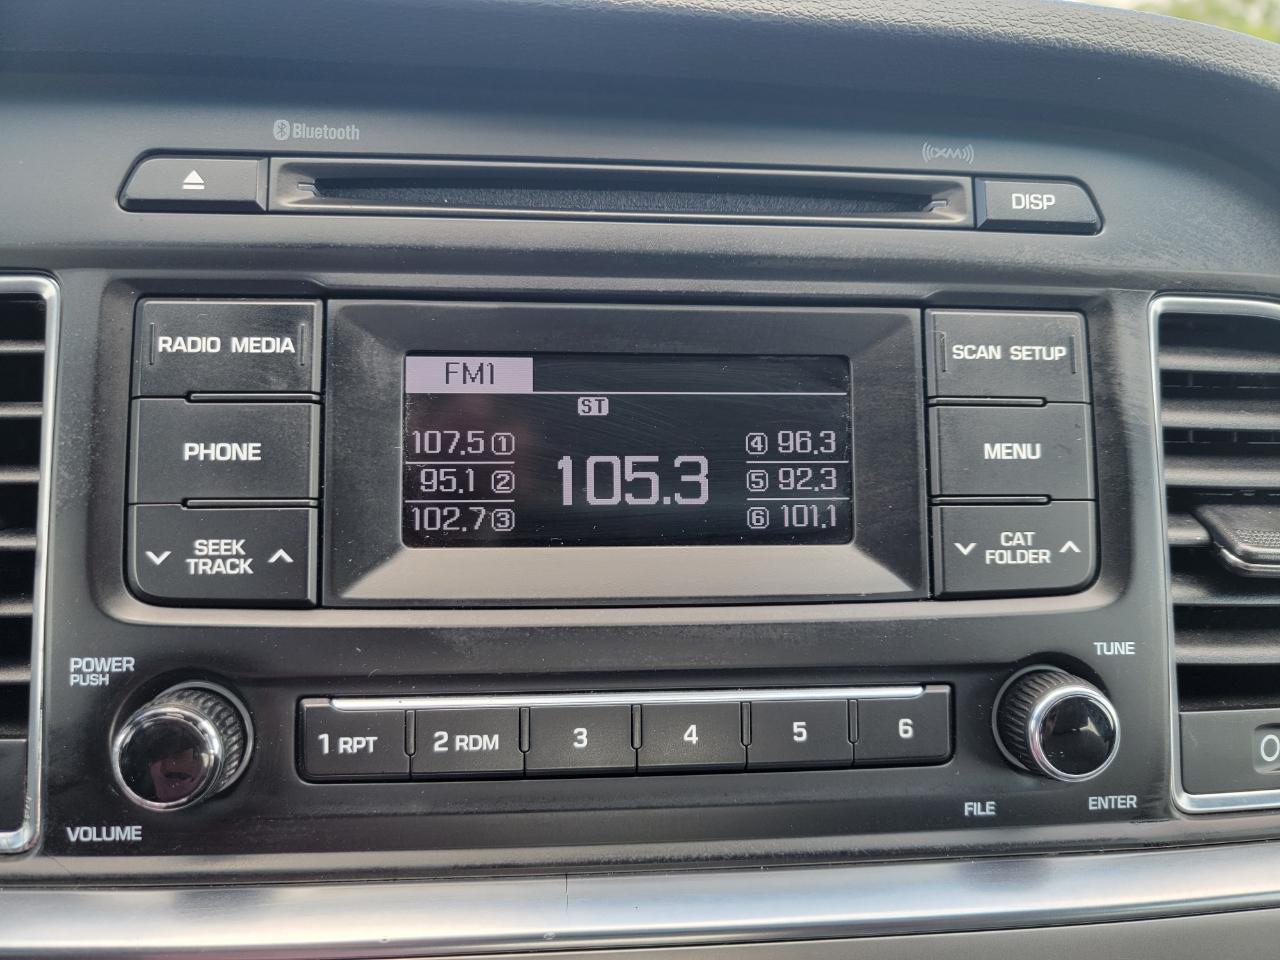 Bluetooth
XM
DISP
RADIO MEDIA
SCAN SETUP
FM1
ST
PHONE
MENU
107.5 1
4 96.3
95.1 2
105.3
5 92.3
102.7 3
6 101.1
SEEK
TRACK
CAT
FOLDER
POWER
PUSH
TUNE
1 RPT
2 RDM
3
4
5
6
VOLUME
FILE
ENTER